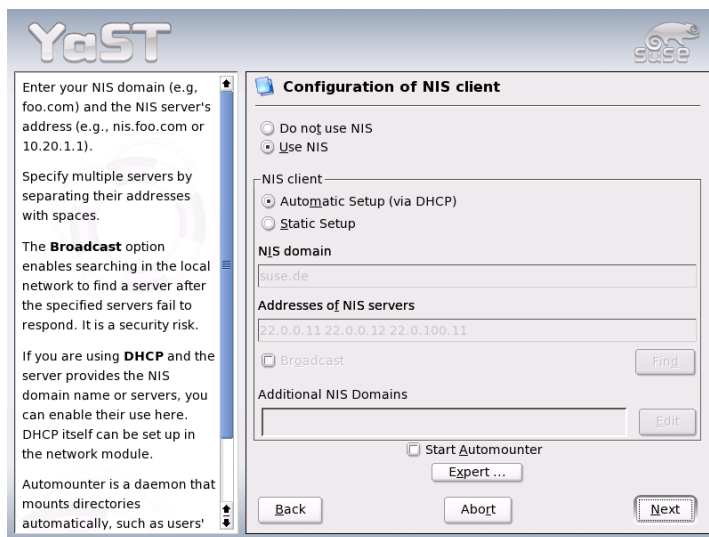 YaST
SUSE
Enter your NIS domain (e.g,
foo.com) and the NIS server's
address (e.g., nis.foo.com or
10.20.1.1).
Specify multiple servers by
separating their addresses
with spaces.
The Broadcast option
enables searching in the local
network to find a server after
the specified servers fail to
respond. It is a security risk.
If you are using DHCP and the
server provides the NIS
domain name or servers, you
can enable their use here.
DHCP itself can be set up in
the network module.
Automounter is a daemon that
mounts directories
automatically, such as users'
Configuration of NIS client
Do not use NIS
Use NIS
NIS client
Automatic Setup (via DHCP)
Static Setup
NIS domain
suse.de
Addresses of NIS servers
22.0.0.11 22.0.0.12 22.0.100.11
Broadcast
Find
Additional NIS Domains
Edit
Start Automounter
Expert ...
Back
Abort
Next